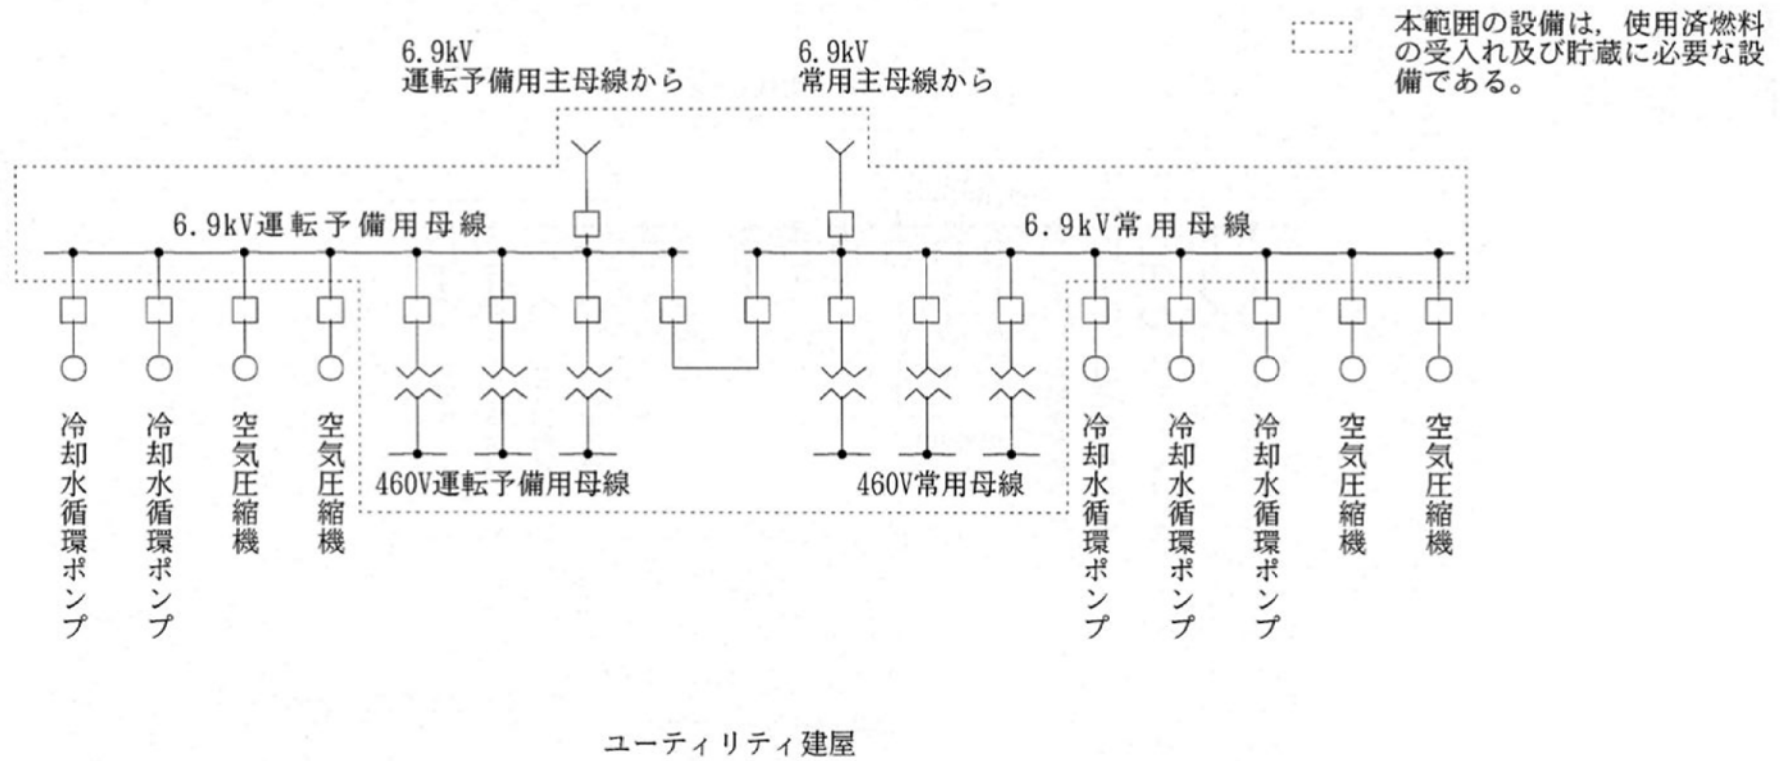 6.9kV
運転予備用主母線から
6.9kV
常用主母線から
本範囲の設備は，使用済燃料
の受入れ及び貯蔵に必要な設
備である。
6.9kV運転予備用母線
6.9kV常用母線
460V運転予備用母線
460V常用母線
冷却水循環ポンプ
冷却水循環ポンプ
空気圧縮機
空気圧縮機
冷却水循環ポンプ
冷却水循環ポンプ
冷却水循環ポンプ
空気圧縮機
空気圧縮機
ユーティリティ建屋